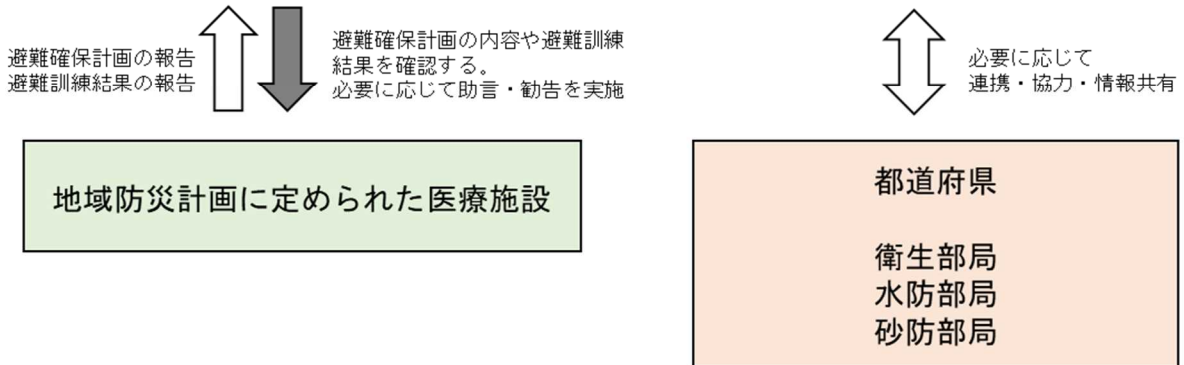 避難確保計画の報告
避難訓練結果の報告
避難確保計画の内容や避難訓練
結果を確認する。
必要に応じて助言・勧告を実施
必要に応じて
連携・協力・情報共有
地域防災計画に定められた医療施設
都道府県
衛生部局
水防部局
砂防部局